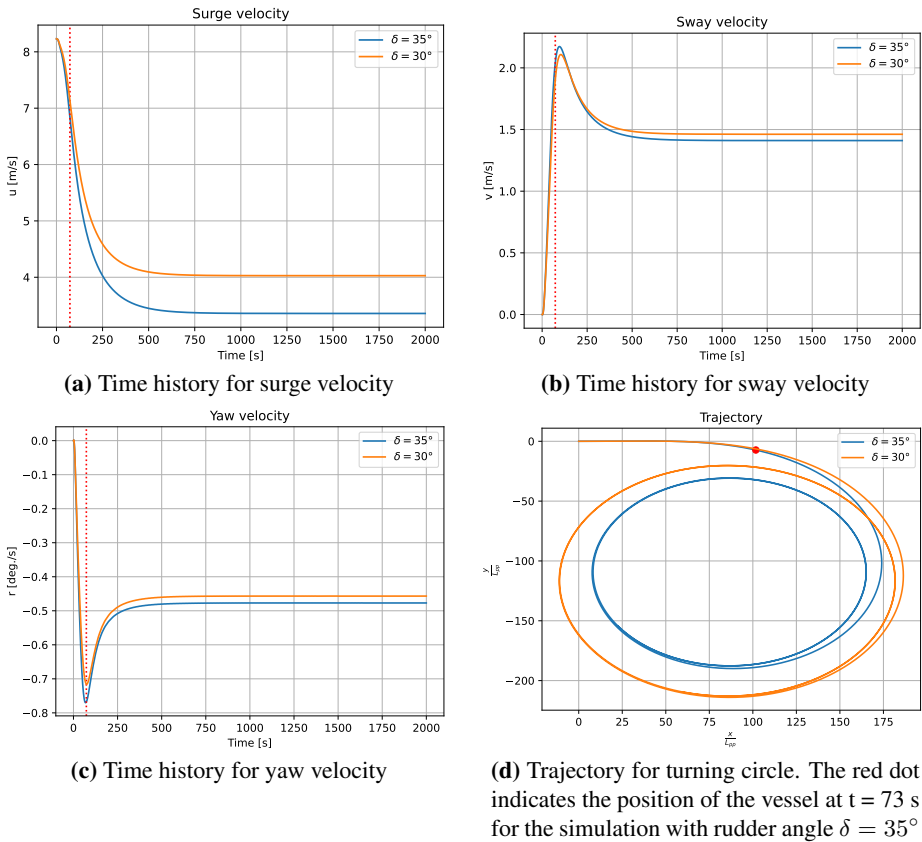 Surge velocity
δ = 35°
δ = 30°
8
7
6
5
4
u [m/s]
0 250 500 750 1000 1250 1500 1750 2000
Time [s]
(a) Time history for surge velocity
Sway velocity
δ = 35°
δ = 30°
2.0
1.5
1.0
0.5
0.0
v [m/s]
0 250 500 750 1000 1250 1500 1750 2000
Time [s]
(b) Time history for sway velocity
Yaw velocity
δ = 35°
δ = 30°
0.0
−0.1
−0.2
−0.3
−0.4
−0.5
−0.6
−0.7
−0.8
r [deg./s]
0 250 500 750 1000 1250 1500 1750 2000
Time [s]
(c) Time history for yaw velocity
Trajectory
δ = 35°
δ = 30°
0
−50
−100
−150
−200
y/Lpp
0 25 50 75 100 125 150 175
x/Lpp
(d) Trajectory for turning circle. The red dot
indicates the position of the vessel at t = 73 s
for the simulation with rudder angle δ = 35°